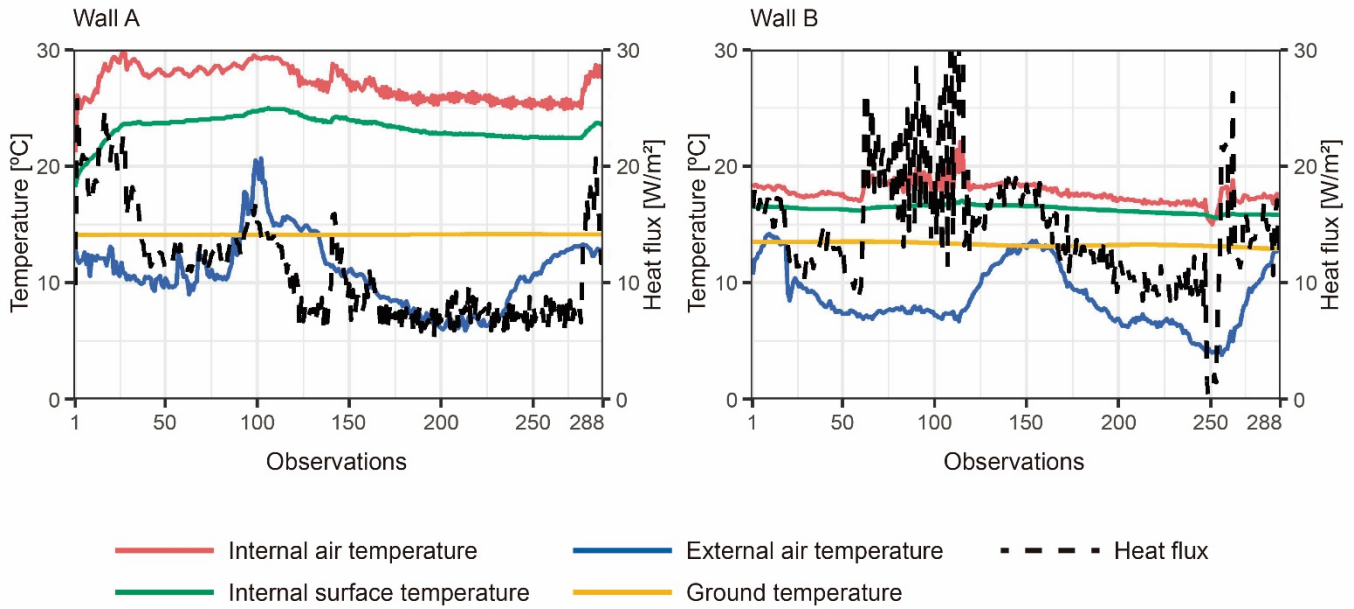 Wall A
Wall B
30 30 30 30
20 20 20 20
10 10 10 10
0 0 0 0
Temperature [ºC]
Heat flux [W/m²]
Temperature [ºC]
Heat flux [W/m²]
1 50 100 150 200 250 288 1 50 100 150 200 250 288
Observations Observations
Internal air temperature External air temperature Heat flux
Internal surface temperature Ground temperature